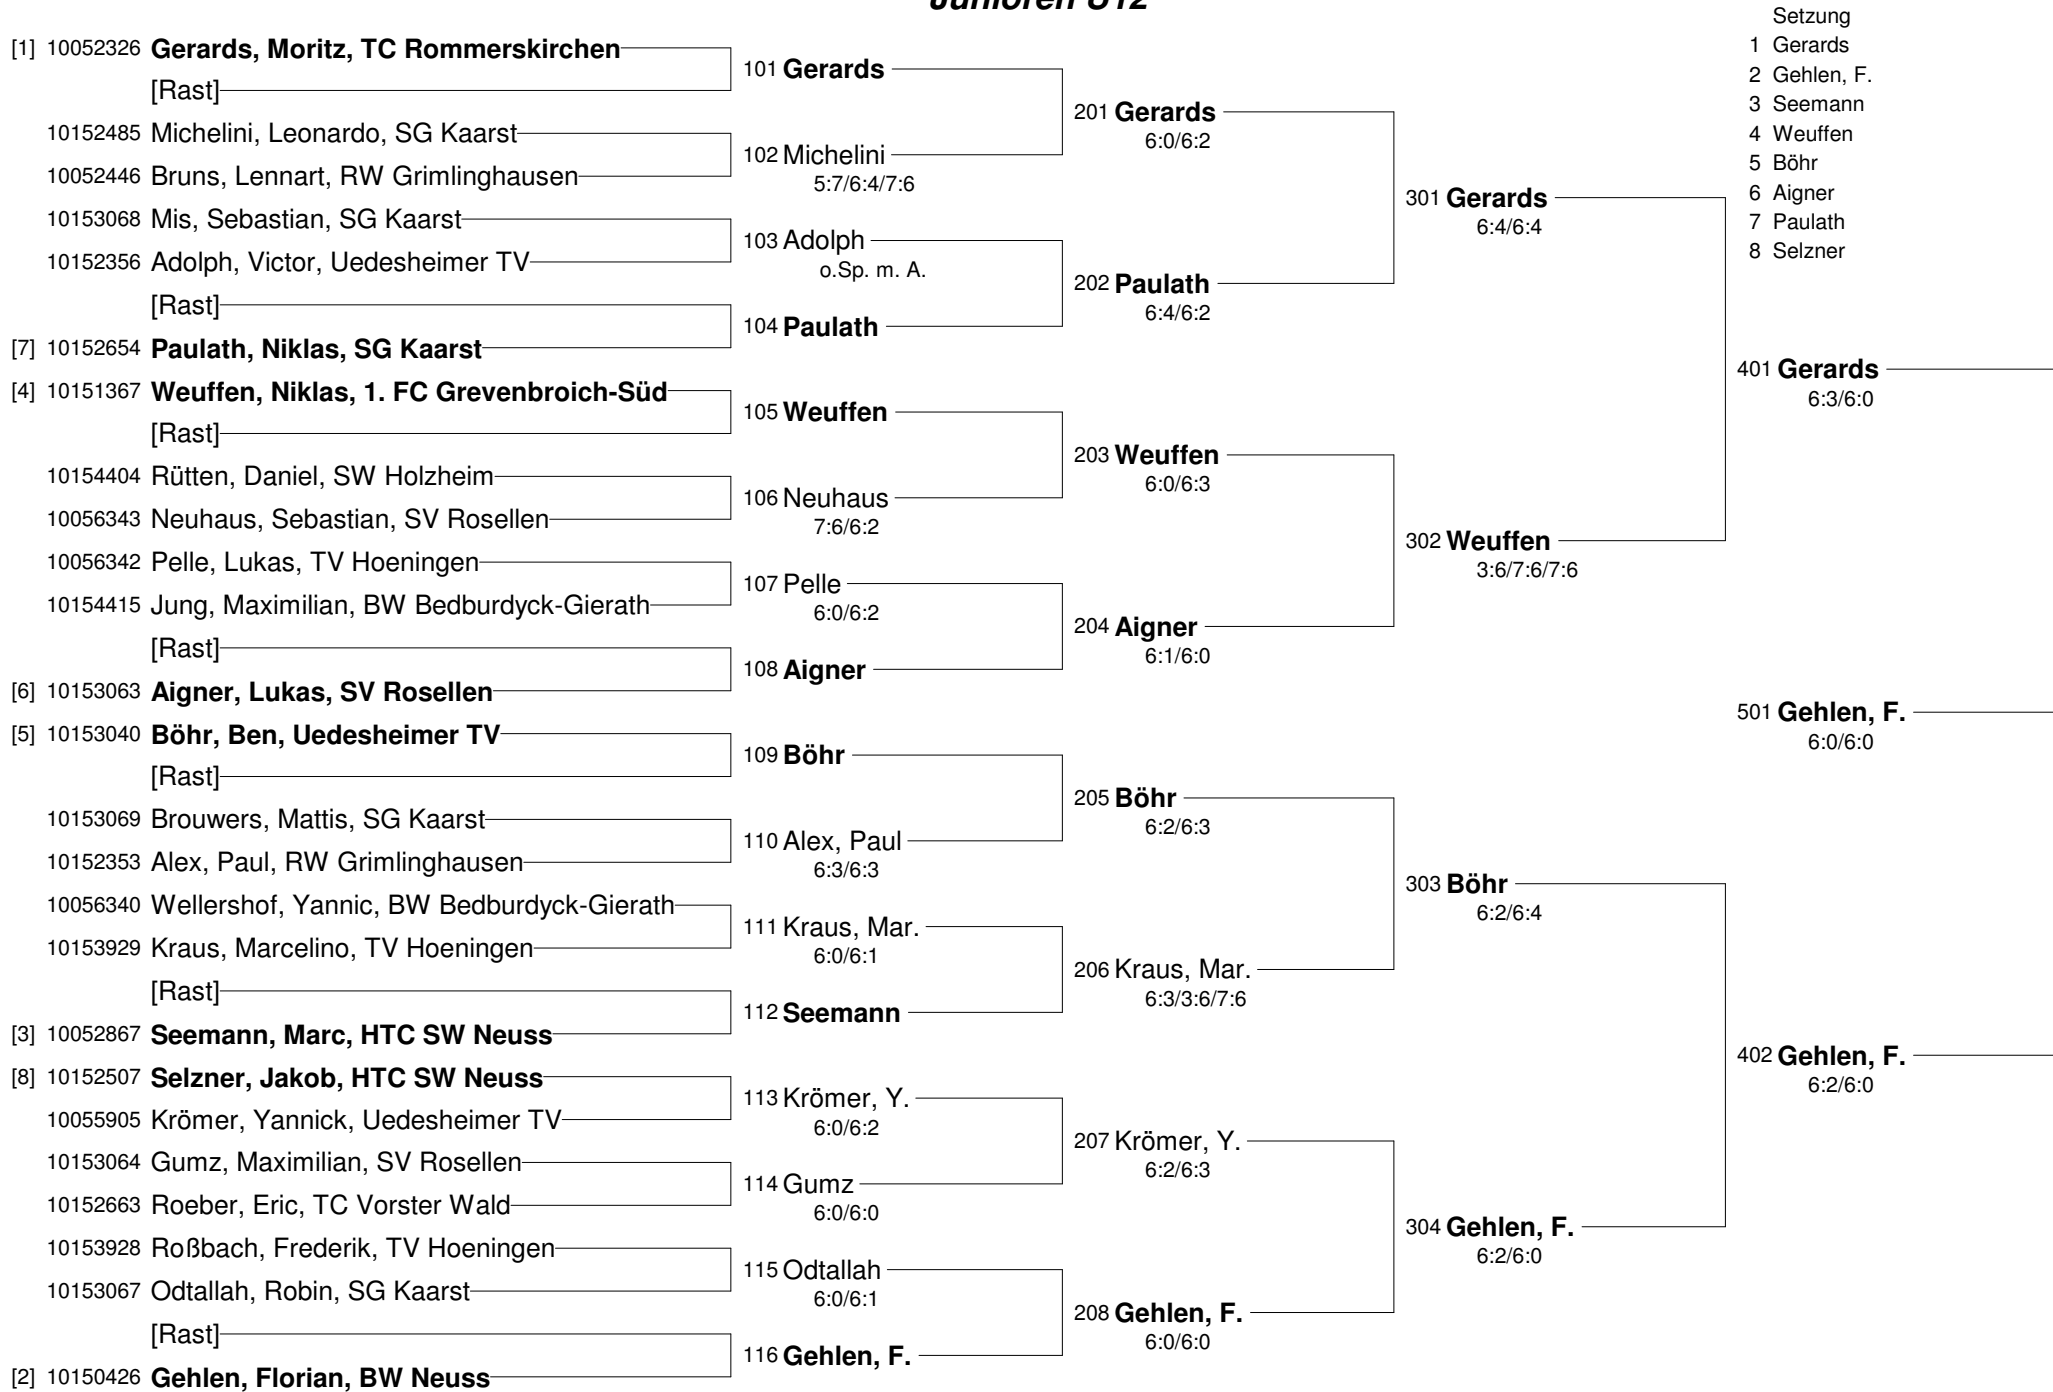 Junioren U12
Setzung
1 Gerards
2 Gehlen, F.
3 Seemann
4 Weuffen
5 Böhr
6 Aigner
7 Paulath
8 Selzner
[1] 10052326 Gerards, Moritz, TC Rommerskirchen
[Rast]
10152485 Michelini, Leonardo, SG Kaarst
10052446 Bruns, Lennart, RW Grimlinghausen
10153068 Mis, Sebastian, SG Kaarst
10152356 Adolph, Victor, Uedesheimer TV
[Rast]
[7] 10152654 Paulath, Niklas, SG Kaarst
[4] 10151367 Weuffen, Niklas, 1. FC Grevenbroich-Süd
[Rast]
10154404 Rütten, Daniel, SW Holzheim
10056343 Neuhaus, Sebastian, SV Rosellen
10056342 Pelle, Lukas, TV Hoeningen
10154415 Jung, Maximilian, BW Bedburdyck-Gierath
[Rast]
[6] 10153063 Aigner, Lukas, SV Rosellen
[5] 10153040 Böhr, Ben, Uedesheimer TV
[Rast]
10153069 Brouwers, Mattis, SG Kaarst
10152353 Alex, Paul, RW Grimlinghausen
10056340 Wellershof, Yannic, BW Bedburdyck-Gierath
10153929 Kraus, Marcelino, TV Hoeningen
[Rast]
[3] 10052867 Seemann, Marc, HTC SW Neuss
[8] 10152507 Selzner, Jakob, HTC SW Neuss
10055905 Krömer, Yannick, Uedesheimer TV
10153064 Gumz, Maximilian, SV Rosellen
10152663 Roeber, Eric, TC Vorster Wald
10153928 Roßbach, Frederik, TV Hoeningen
10153067 Odtallah, Robin, SG Kaarst
[Rast]
[2] 10150426 Gehlen, Florian, BW Neuss
101 Gerards
102 Michelini
5:7/6:4/7:6
103 Adolph
o.Sp. m. A.
104 Paulath
105 Weuffen
106 Neuhaus
7:6/6:2
107 Pelle
6:0/6:2
108 Aigner
109 Böhr
110 Alex, Paul
6:3/6:3
111 Kraus, Mar.
6:0/6:1
112 Seemann
113 Krömer, Y.
6:0/6:2
114 Gumz
6:0/6:0
115 Odtallah
6:0/6:1
116 Gehlen, F.
201 Gerards
6:0/6:2
202 Paulath
6:4/6:2
203 Weuffen
6:0/6:3
204 Aigner
6:1/6:0
205 Böhr
6:2/6:3
206 Kraus, Mar.
6:3/3:6/7:6
207 Krömer, Y.
6:2/6:3
208 Gehlen, F.
6:0/6:0
301 Gerards
6:4/6:4
302 Weuffen
3:6/7:6/7:6
303 Böhr
6:2/6:4
304 Gehlen, F.
6:2/6:0
401 Gerards
6:3/6:0
501 Gehlen, F.
6:0/6:0
402 Gehlen, F.
6:2/6:0